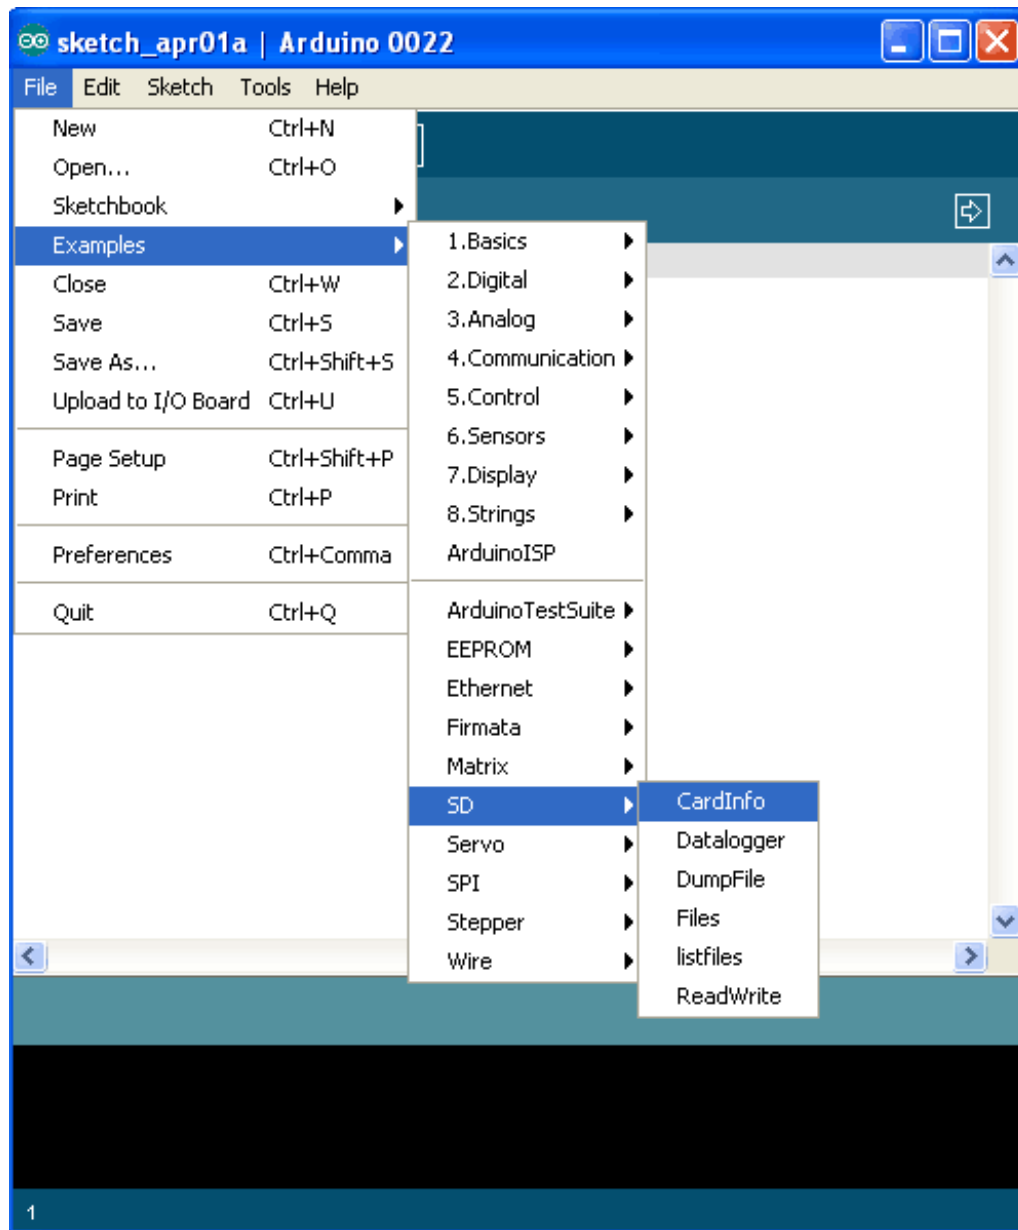 sketch_apr01a | Arduino 0022
File Edit Sketch Tools Help
New Ctrl+N
Open... Ctrl+O
Sketchbook
Examples
Close Ctrl+W
Save Ctrl+S
Save As... Ctrl+Shift+S
Upload to I/O Board Ctrl+U
Page Setup Ctrl+Shift+P
Print Ctrl+P
Preferences Ctrl+Comma
Quit Ctrl+Q
1.Basics
2.Digital
3.Analog
4.Communication
5.Control
6.Sensors
7.Display
8.Strings
ArduinoISP
ArduinoTestSuite
EEPROM
Ethernet
Firmata
Matrix
SD
Servo
SPI
Stepper
Wire
CardInfo
Datalogger
DumpFile
Files
listfiles
ReadWrite
1